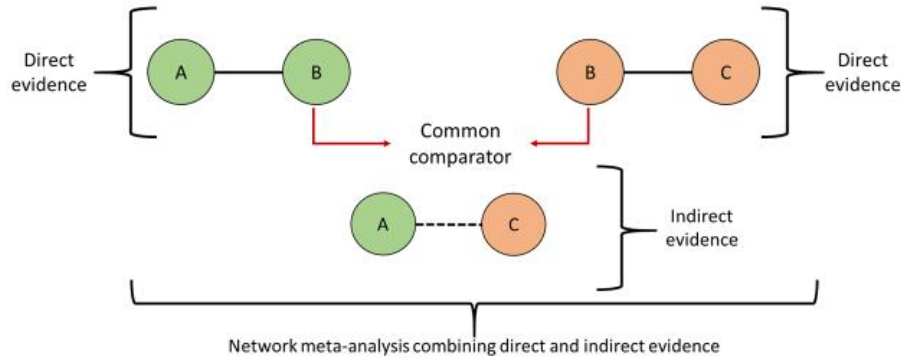 Direct
evidence
A
B
B
C
Direct
evidence
Common
comparator
A
C
Indirect
evidence
Network meta-analysis combining direct and indirect evidence